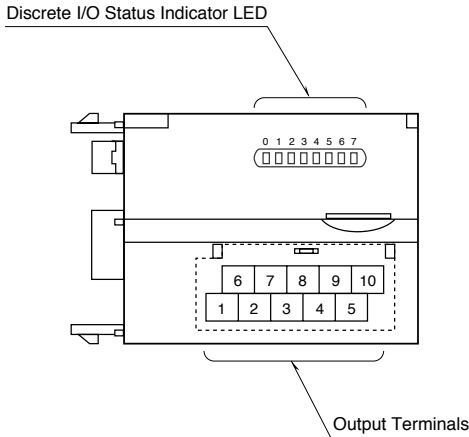 Discrete I/O Status Indicator LED
0 1 2 3 4 5 6 7
6 7 8 9 10
1 2 3 4 5
Output Terminals